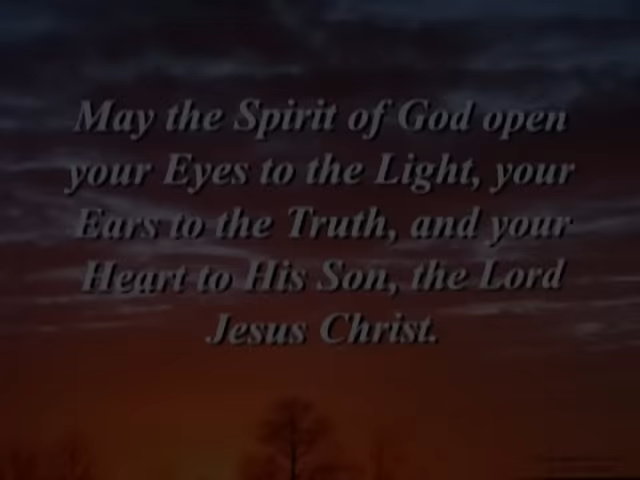 May the Spirit of God open
your Eyes to the Light, your
Ears to the Truth, and your
Heart to His Son, the Lord
Jesus Christ.